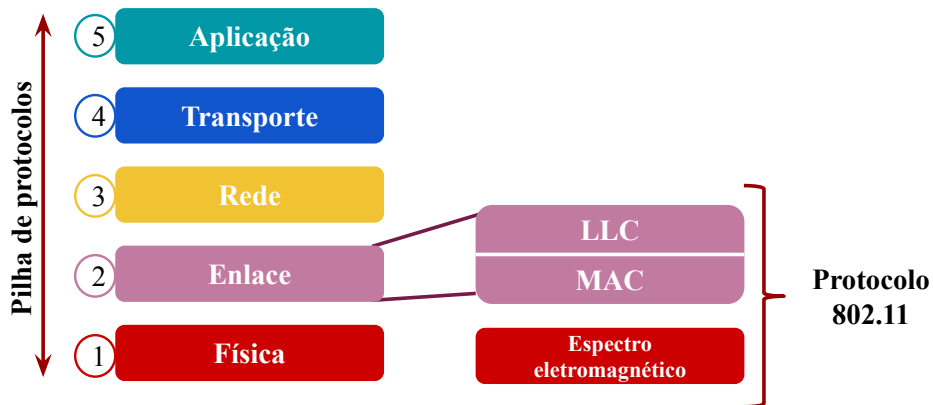 Pilha de protocolos
5
Aplicação
4
Transporte
3
Rede
2
Enlace
1
Física
LLC
MAC
Espectro
eletromagnético
Protocolo
802.11